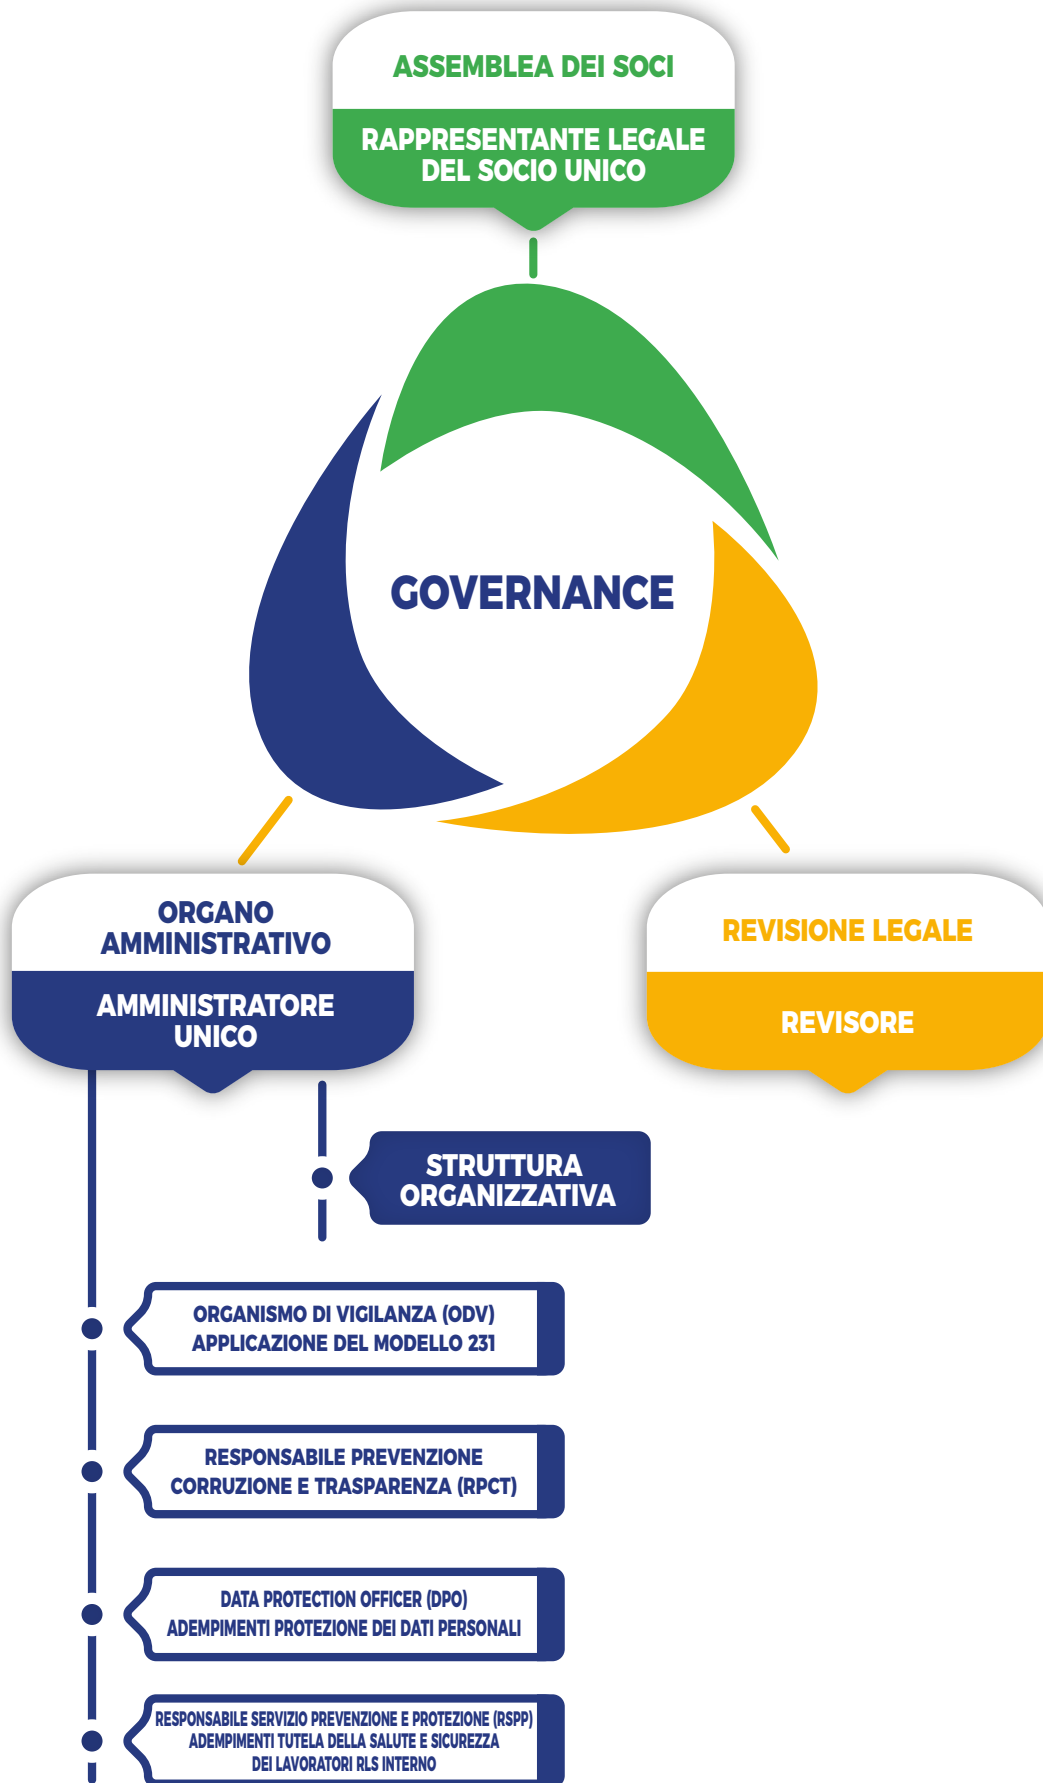 ASSEMBLEA DEI SOCI
RAPPRESENTANTE LEGALE
DEL SOCIO UNICO
GOVERNANCE
ORGANO
AMMINISTRATIVO
AMMINISTRATORE
UNICO
REVISIONE LEGALE
REVISORE
STRUTTURA
ORGANIZZATIVA
ORGANISMO DI VIGILANZA (ODV)
APPLICAZIONE DEL MODELLO 231
RESPONSABILE PREVENZIONE
CORRUZIONE E TRASPARENZA (RPCT)
DATA PROTECTION OFFICER (DPO)
ADEMPIMENTI PROTEZIONE DEI DATI PERSONALI
RESPONSABILE SERVIZIO PREVENZIONE E PROTEZIONE (RSPP)
ADEMPIMENTI TUTELA DELLA SALUTE E SICUREZZA
DEI LAVORATORI RLS INTERNO